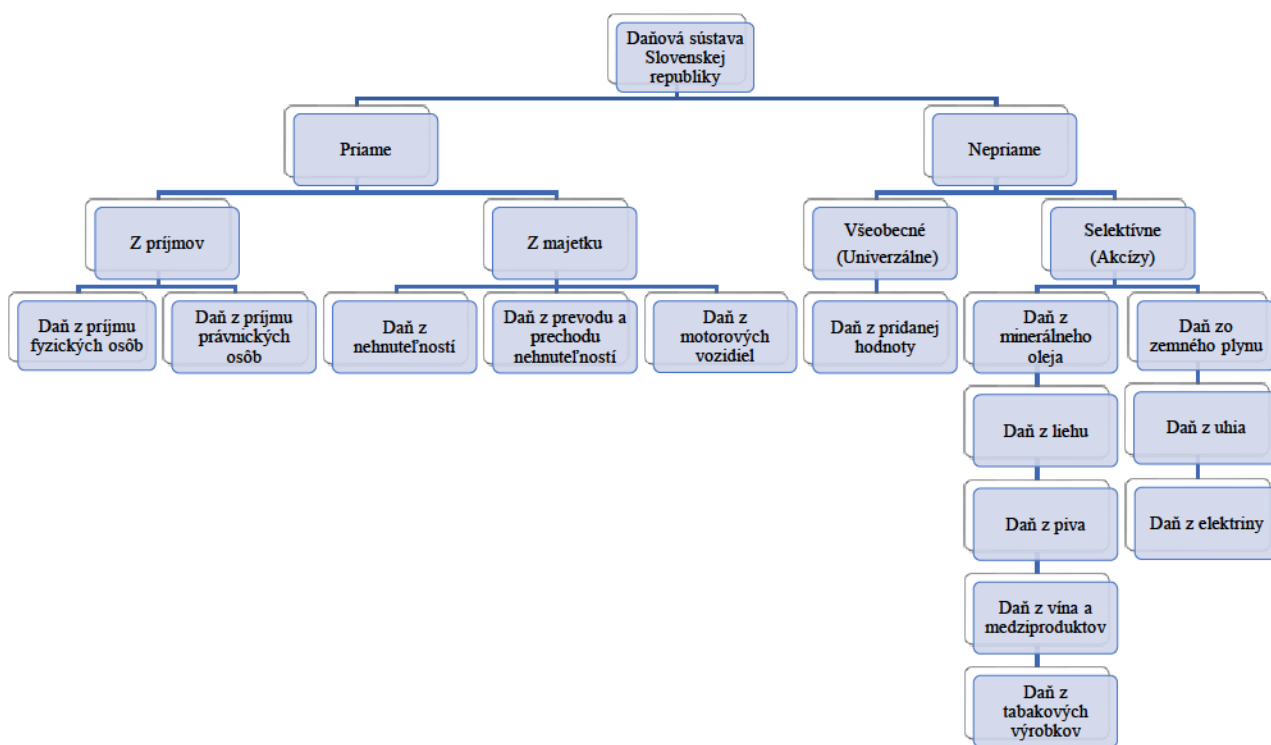 Daňová sústava
Slovenskej
republiky
Priame
Nepriame
Z príjmov
Z majetku
Všeobecné
(Univerzálne)
Selektívne
(Akcízy)
Daň z príjmu
fyzických osôb
Daň z príjmu
právnických
osôb
Daň z
nehnuteľností
Daň z prevodu a
prechodu
nehnuteľností
Daň z
motorových
vozidiel
Daň z pridanej
hodnoty
Daň z
minerálneho
oleja
Daň zo
zemného plynu
Daň z liehu
Daň z uhia
Daň z piva
Daň z elektriny
Daň z vína a
medziproduktov
Daň z
tabakových
výrobkov